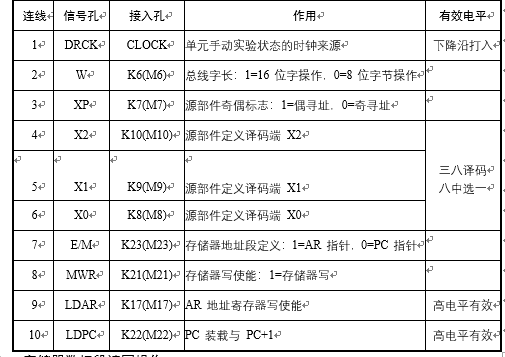 连线 信号孔 接入孔 作用 有效电平
1 DRCK CLOCK 单元手动实验状态的时钟来源 下降沿打入
2 W K6(M6) 总线字长：1=16 位字操作，0=8 位字节操作
3 XP K7(M7) 源部件奇偶标志：1=偶寻址，0=奇寻址
4 X2 K10(M10) 源部件定义译码端 X2 三八译码
八中选一
5 X1 K9(M9) 源部件定义译码端 X1
6 X0 K8(M8) 源部件定义译码端 X0
7 E/M K23(M23) 存储器地址段定义：1=AR 指针，0=PC 指针
8 MWR K21(M21) 存储器写使能：1=存储器写
9 LDAR K17(M17) AR 地址寄存器写使能 高电平有效
10 LDPC K22(M22) PC 装载与 PC+1 高电平有效